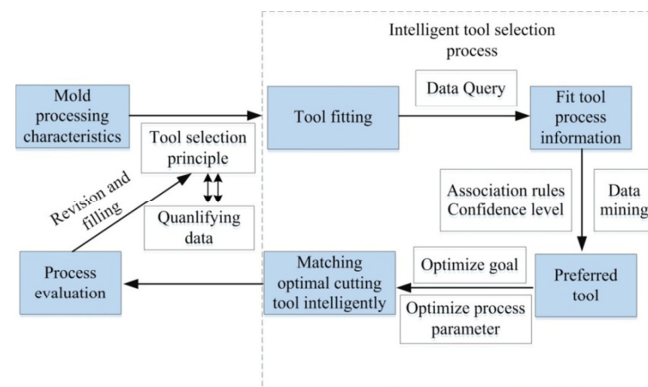 Intelligent tool selection
process
Mold
processing
characteristics
Tool fitting
Data Query
Fit tool
process
information
Tool selection
principle
Revision and
filling
Quanlifying
data
Association rules
Confidence level
Data
mining
Process
evaluation
Matching
optimal cutting
tool intelligently
Optimize goal
Optimize process
parameter
Preferred
tool